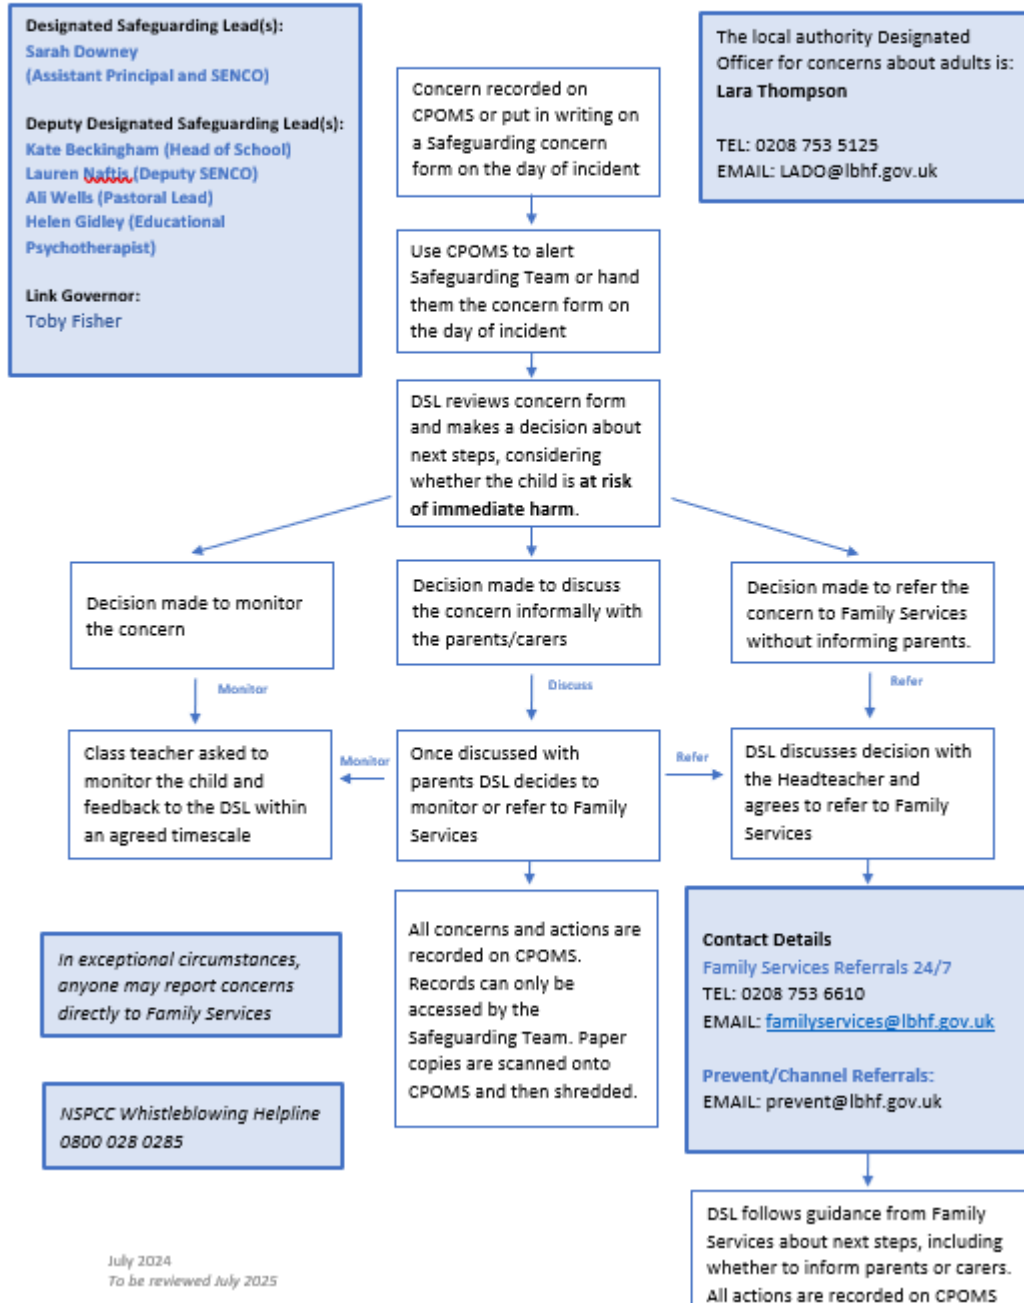 Designated Safeguarding Lead(s):
Sarah Downey
(Assistant Principal and SENCO)
Deputy Designated Safeguarding Lead(s):
Kate Beckingham (Head of School)
Lauren Naftis (Deputy SENCO)
Ali Wells (Pastoral Lead)
Helen Gidley (Educational
Psychotherapist)
Link Governor:
Toby Fisher
The local authority Designated
Officer for concerns about adults is:
Lara Thompson
TEL: 0208 753 5125
EMAIL: LADO@lbhf.gov.uk
Concern recorded on
CPOMS or put in writing on
a Safeguarding concern
form on the day of incident
Use CPOMS to alert
Safeguarding Team or hand
them the concern form on
the day of incident
DSL reviews concern form
and makes a decision about
next steps, considering
whether the child is at risk
of immediate harm.
Decision made to monitor
the concern
Decision made to discuss
the concern informally with
the parents/carers
Decision made to refer the
concern to Family Services
without informing parents.
Monitor
Discuss
Refer
Class teacher asked to
monitor the child and
feedback to the DSL within
an agreed timescale
Monitor
Once discussed with
parents DSL decides to
monitor or refer to Family
Services
Refer
DSL discusses decision with
the Headteacher and
agrees to refer to Family
Services
All concerns and actions are
recorded on CPOMS.
Records can only be
accessed by the
Safeguarding Team. Paper
copies are scanned onto
CPOMS and then shredded.
Contact Details
Family Services Referrals 24/7
TEL: 0208 753 6610
EMAIL: familyservices@lbhf.gov.uk
Prevent/Channel Referrals:
EMAIL: prevent@lbhf.gov.uk
In exceptional circumstances,
anyone may report concerns
directly to Family Services
NSPCC Whistleblowing Helpline
0800 028 0285
DSL follows guidance from Family
Services about next steps, including
whether to inform parents or carers.
All actions are recorded on CPOMS
July 2024
To be reviewed July 2025